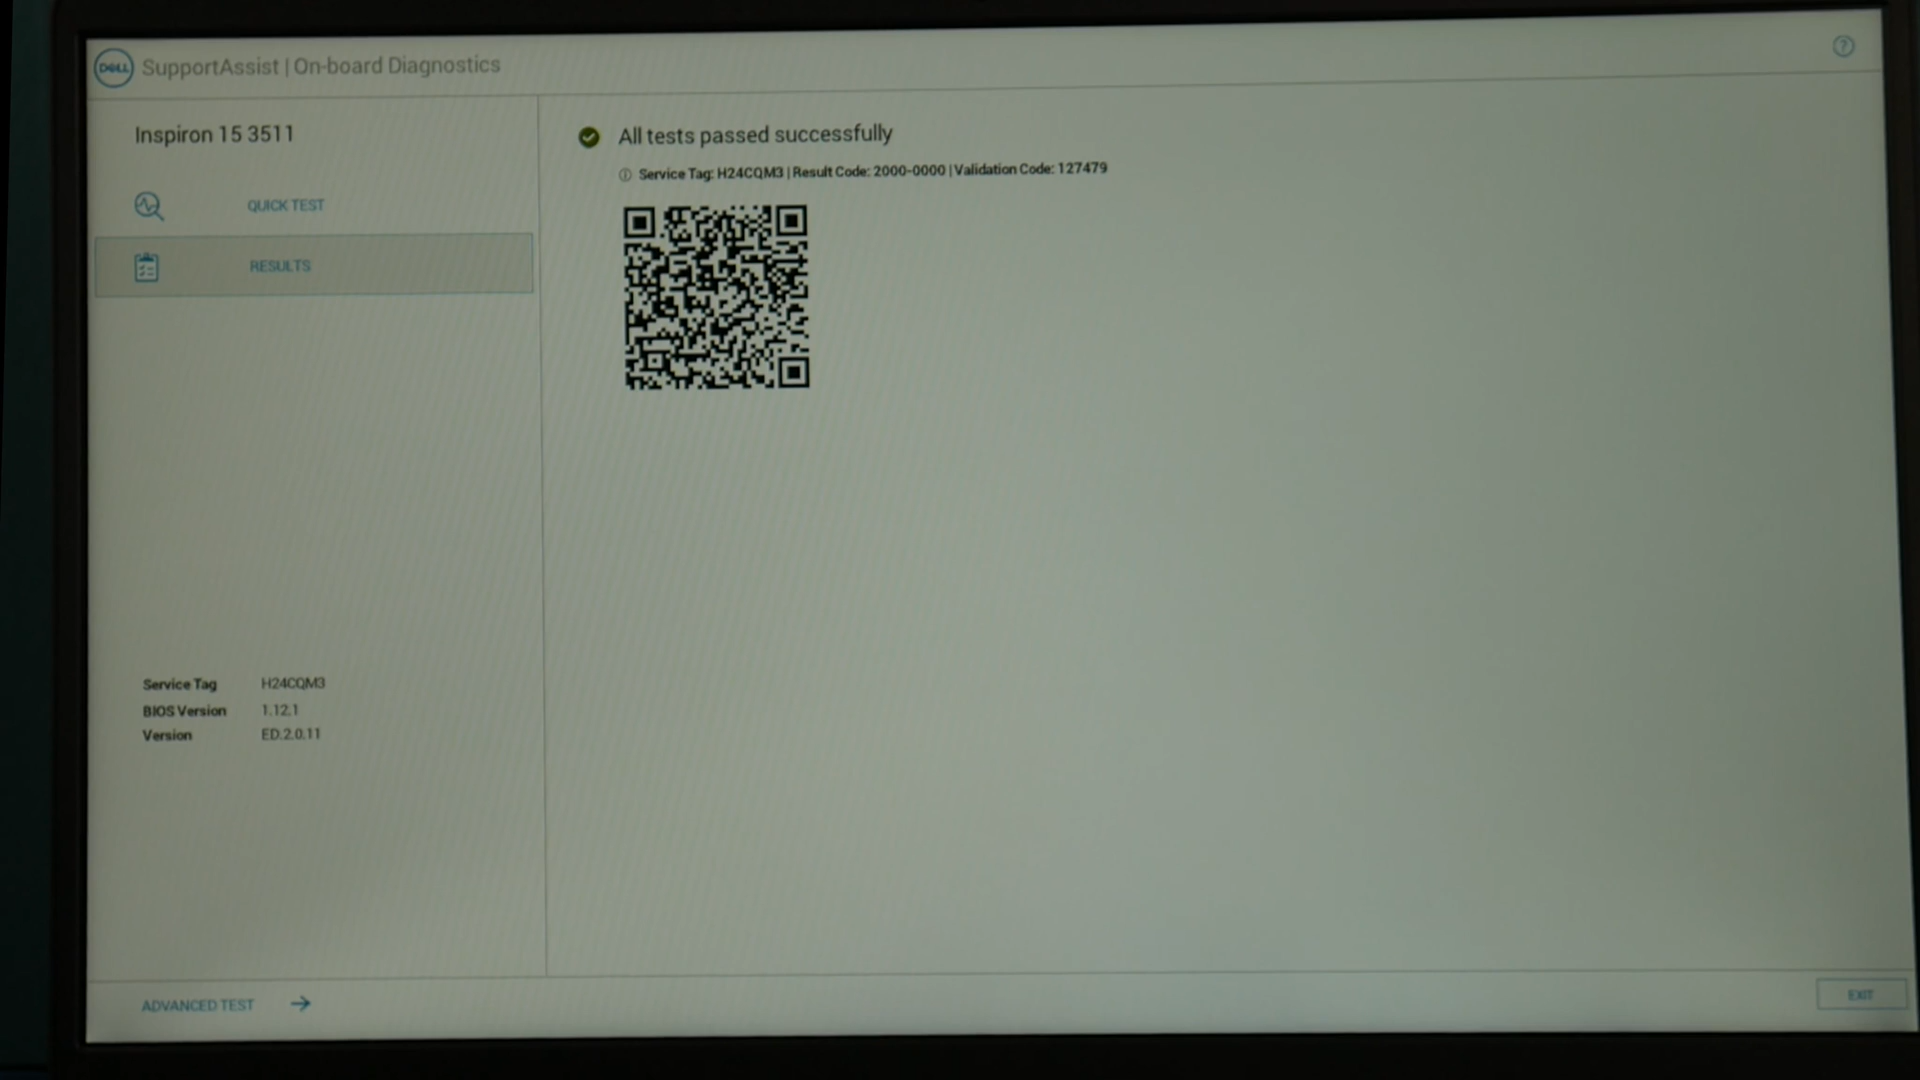 DELL SupportAssist | On-board Diagnostics
?
Inspiron 15 3511
QUICK TEST
RESULTS
All tests passed successfully
Service Tag: H24CQM3 | Result Code: 2000-0000 | Validation Code: 127479
Service Tag H24CQM3
BIOS Version 1.12.1
Version ED.2.0.11
ADVANCED TEST
EXIT